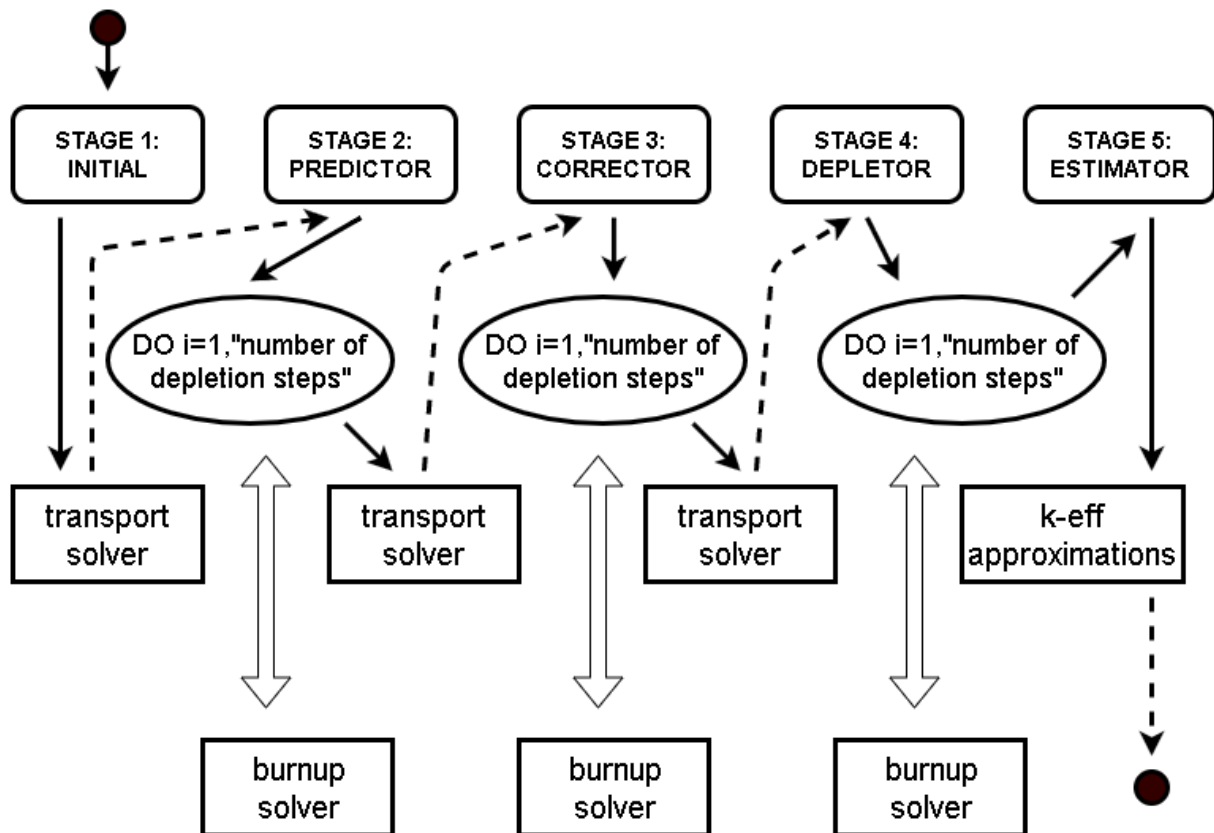 STAGE 1:
INITIAL
STAGE 2:
PREDICTOR
STAGE 3:
CORRECTOR
STAGE 4:
DEPLETOR
STAGE 5:
ESTIMATOR
DO i=1,"number of
depletion steps"
DO i=1,"number of
depletion steps"
DO i=1,"number of
depletion steps"
transport
solver
transport
solver
transport
solver
k-eff
approximations
burnup
solver
burnup
solver
burnup
solver